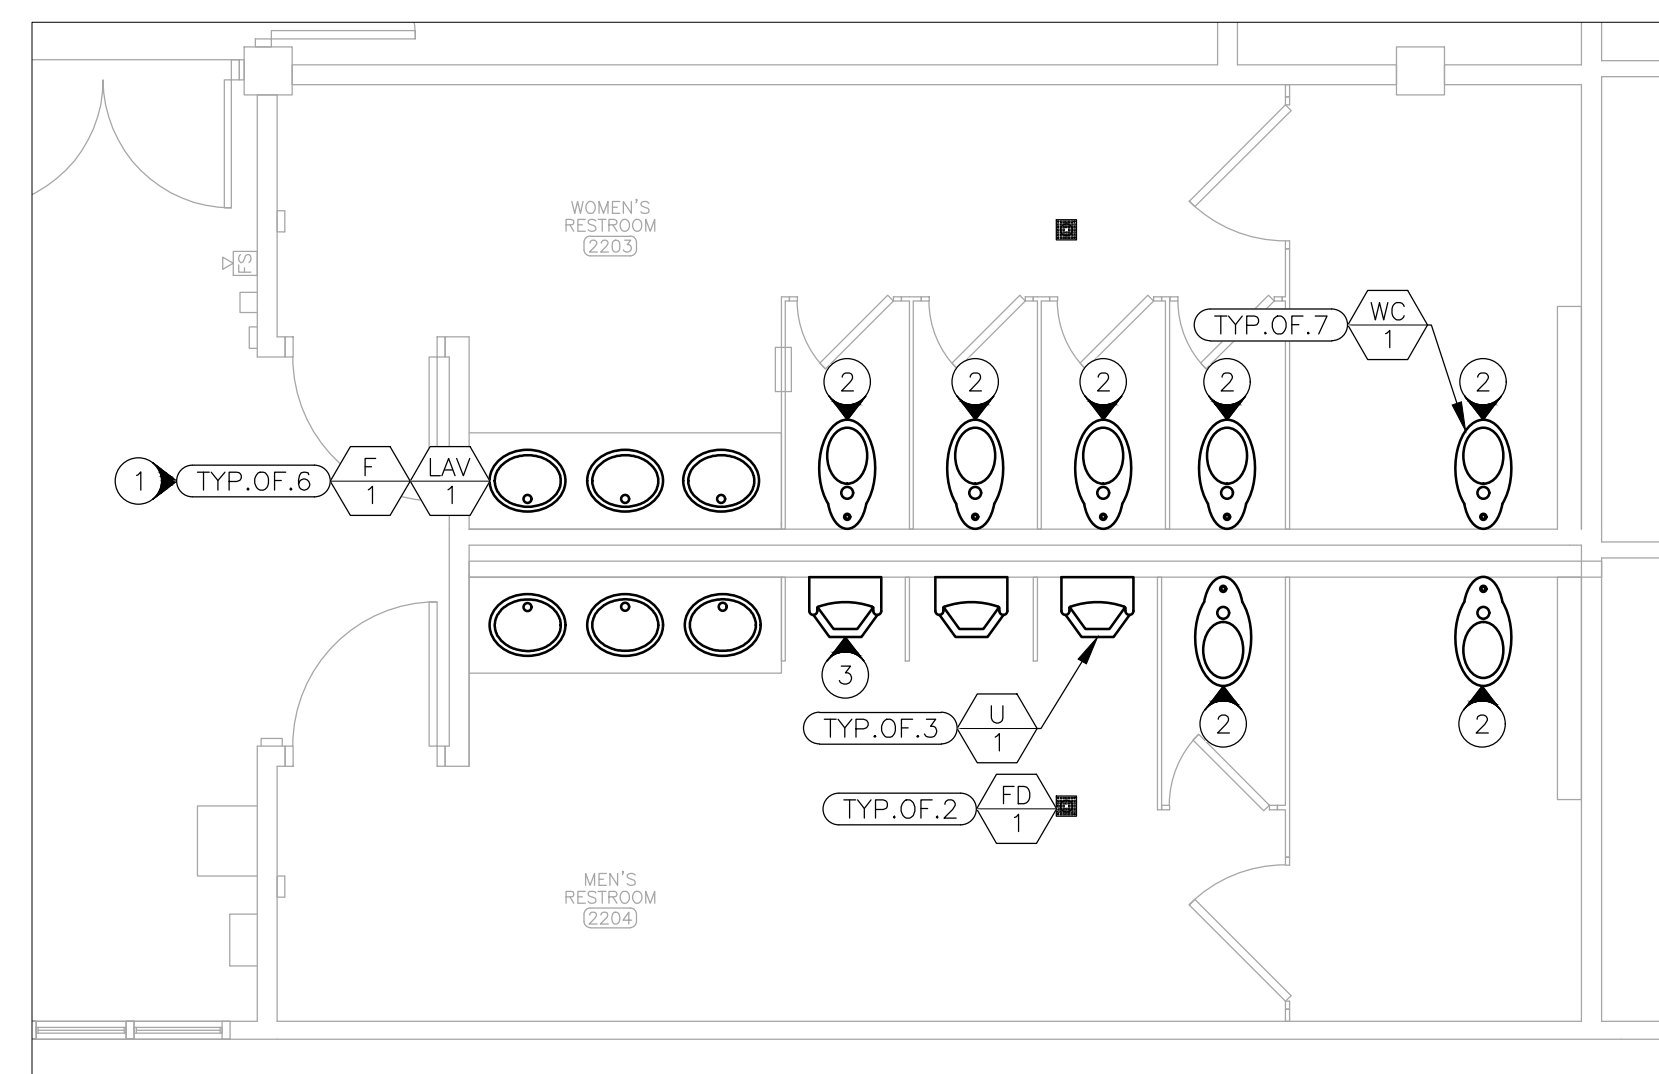 WOMEN'S
RESTROOM
2203
FS
TYP.OF.7 WC
1
2 2 2 2 2
1 TYP.OF.6 F LAV
1 1
3
2 2
TYP.OF.3 U
1
TYP.OF.2 FD
1
MEN'S
RESTROOM
2204